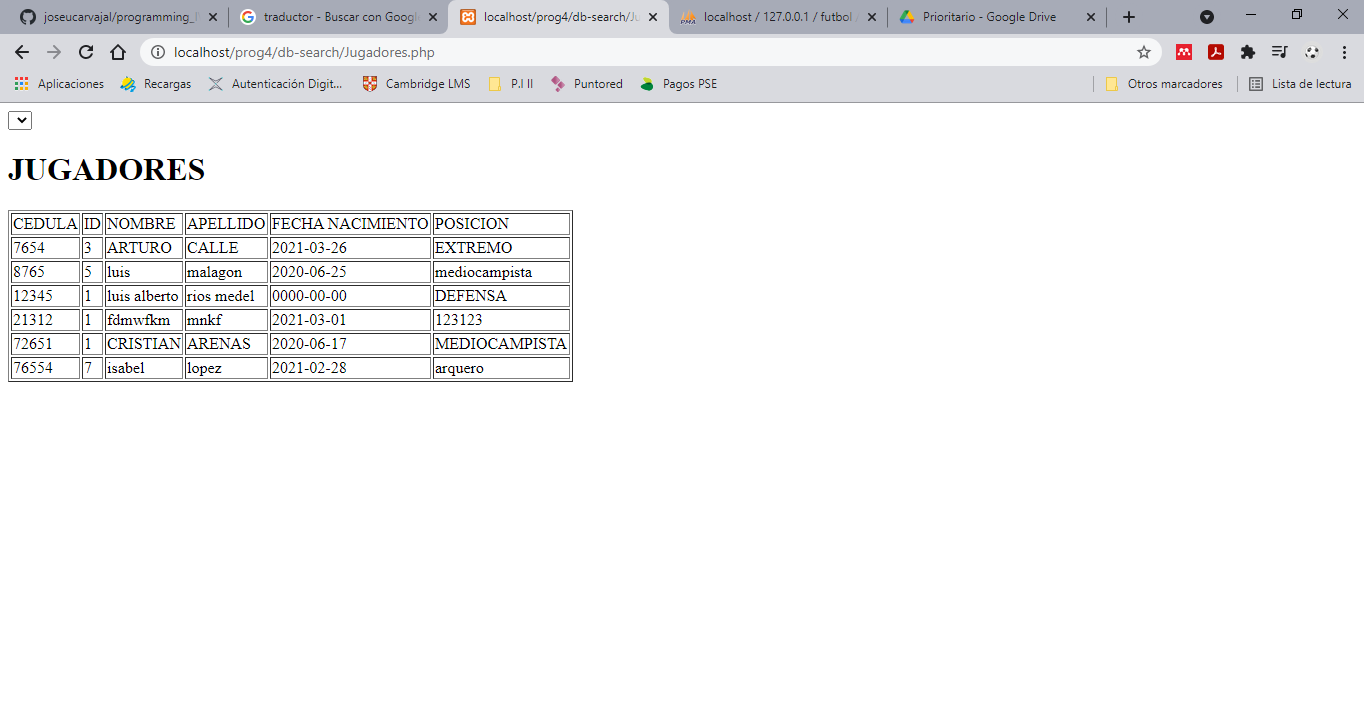 joseucarvajal/programming_
traductor - Buscar con Googl
localhost/prog4/db-search/Ju
localhost / 127.0.0.1 / futbol
Prioritario - Google Drive
localhost/prog4/db-search/Jugadores.php
Aplicaciones
Recargas
Autenticación Digit...
Cambridge LMS
P.I II
Puntored
Pagos PSE
Otros marcadores
Lista de lectura
JUGADORES
CEDULA ID NOMBRE APELLIDO FECHA NACIMIENTO POSICION
7654 3 ARTURO CALLE 2021-03-26 EXTREMO
8765 5 luis malagon 2020-06-25 mediocampista
12345 1 luis alberto rios medel 0000-00-00 DEFENSA
21312 1 fdmwfkm mnkf 2021-03-01 123123
72651 1 CRISTIAN ARENAS 2020-06-17 MEDIOCAMPISTA
76554 7 isabel lopez 2021-02-28 arquero